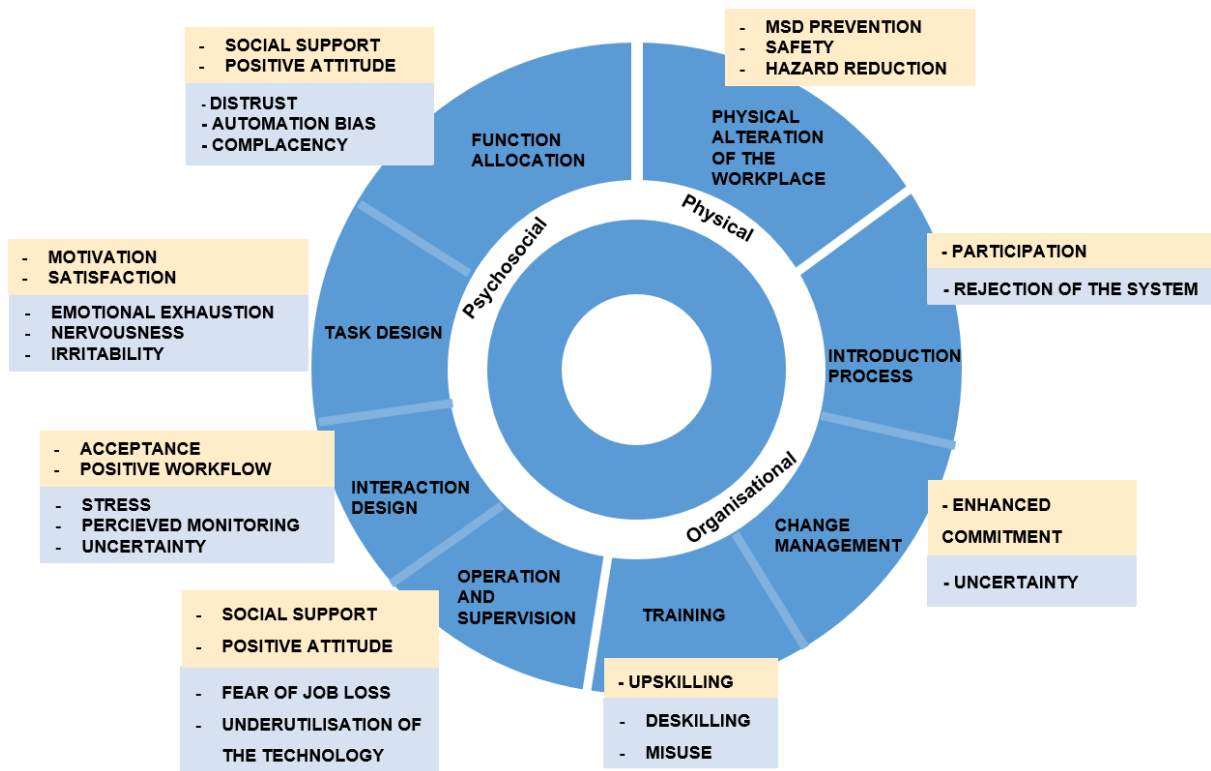 - SOCIAL SUPPORT
- POSITIVE ATTITUDE
- DISTRUST
- AUTOMATION BIAS
- COMPLACENCY
FUNCTION
ALLOCATION
- MSD PREVENTION
- SAFETY
- HAZARD REDUCTION
PHYSICAL
ALTERATION
OF THE
WORKPLACE
Psychosocial
Physical
Organisational
- MOTIVATION
- SATISFACTION
- EMOTIONAL EXHAUSTION
- NERVOUSNESS
- IRRITABILITY
TASK DESIGN
- PARTICIPATION
- REJECTION OF THE SYSTEM
INTRODUCTION
PROCESS
- ACCEPTANCE
- POSITIVE WORKFLOW
- STRESS
- PERCIEVED MONITORING
- UNCERTAINTY
INTERACTION
DESIGN
- ENHANCED
COMMITMENT
- UNCERTAINTY
CHANGE
MANAGEMENT
- SOCIAL SUPPORT
- POSITIVE ATTITUDE
- FEAR OF JOB LOSS
- UNDERUTILISATION OF
THE TECHNOLOGY
OPERATION
AND
SUPERVISION
TRAINING
- UPSKILLING
- DESKILLING
- MISUSE